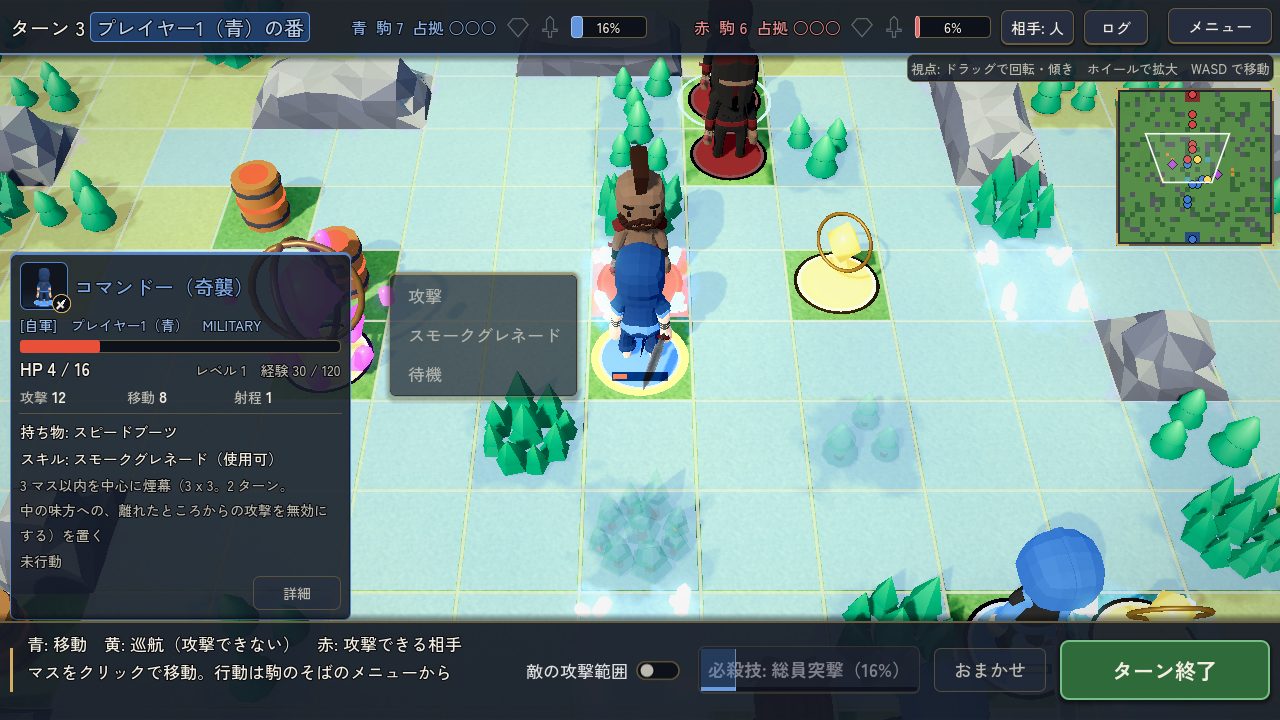 ターン 3 プレイヤー1（青）の番 青 駒 7 占拠 〇〇〇 16% 赤 駒 6 占拠 〇〇〇 6% 相手: 人 ログ メニュー
視点: ドラッグで回転・傾き ホイールで拡大 WASD で移動
コマンドー（奇襲）
[自軍] プレイヤー1（青） MILITARY
HP 4 / 16 レベル 1 経験 30 / 120
攻撃 12 移動 8 射程 1
持ち物: スピードブーツ
スキル: スモークグレネード（使用可）
3 マス以内を中心に煙幕（3 x 3。2 ターン。
中の味方への、離れたところからの攻撃を無効に
する）を置く
未行動
詳細
攻撃
スモークグレネード
待機
青: 移動 黄: 巡航（攻撃できない） 赤: 攻撃できる相手
マスをクリックで移動。行動は駒のそばのメニューから
敵の攻撃範囲 必殺技: 総員突撃（16%） おまかせ ターン終了